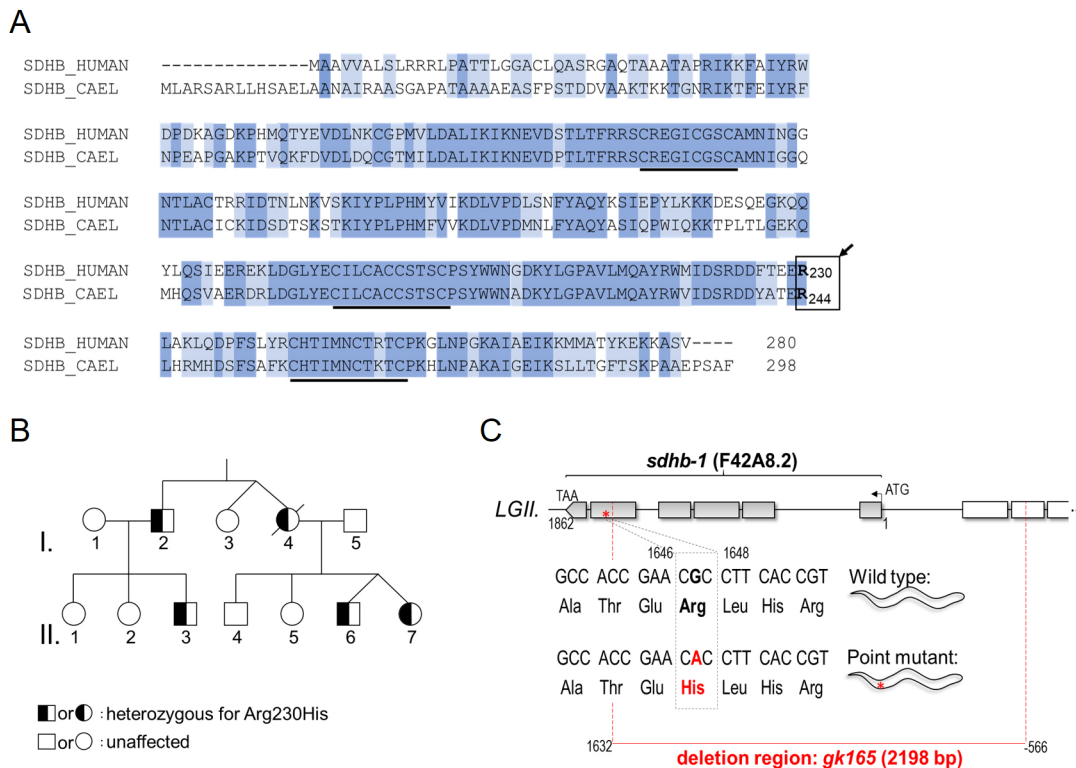 A
SDHB_HUMAN --------------MAAVVALSLRRRLPATTLGGACLQASRGAQTAAATAPRIKKFAIYRW
SDHB_CAEL MLARSARLLHSAELAANAIRAASGAPATAAAAEASFPSTDDVAAKTKKTGNRIKTFEIYRF
DPDKAGDKPHMQTYEVDLNKCGPMVLDALIKIKNEVDSTLTFRRSCREGICGSCAMNINGG
SDHB_HUMAN
NPEAPGAKPTVQKFDVDLDQCGTMILDALIKIKNEVDPTLTFRRSCREGICGSCAMNIGGQ
SDHB_CAEL
SDHB_HUMAN NTLACTRRIDTNLNKVSKIYPLPHMYVIKDLVPDLSNFYAQYKSIEPYLKKKDESQEGKQQ
SDHB_CAEL NTLACICKIDSDTSKSTKIYPLPHMFVVKDLVPDMNLFYAQYASIQPWIQKKTPLTLGEKQ
SDHB_HUMAN YLQSIEEREKLDGLYECILCACCSTSCPSYWWNGDKYLGPAVLMQAYRWMIDSRDDFTEER230
SDHB_CAEL MHQSVAERDRLDGLYECILCACCSTSCPSYWWNADKYLGPAVLMQAYRWVIDSRDDYATER244
SDHB_HUMAN LAKLQDPFSLYRCHTIMNCTRTCPKGLNPGKAIAEIKKMMATYKEKKASV---- 280
SDHB_CAEL LHRMHDSFSAFKCHTIMNCTKTCPKHLNPAKAIGEIKSLLTGFTSKPAAEPSAF 298
B
I.
1 2 3 4 5
II.
1 2 3 4 5 6 7
or : heterozygous for Arg230His
or : unaffected
C
sdhb-1 (F42A8.2)
LGII.
TAA
ATG
1862
1
1646 1648
GCC ACC GAA CGC CTT CAC CGT
Wild type:
Ala Thr Glu Arg Leu His Arg
GCC ACC GAA CAC CTT CAC CGT
Point mutant:
Ala Thr Glu His Leu His Arg
1632
-566
deletion region: gk165 (2198 bp)